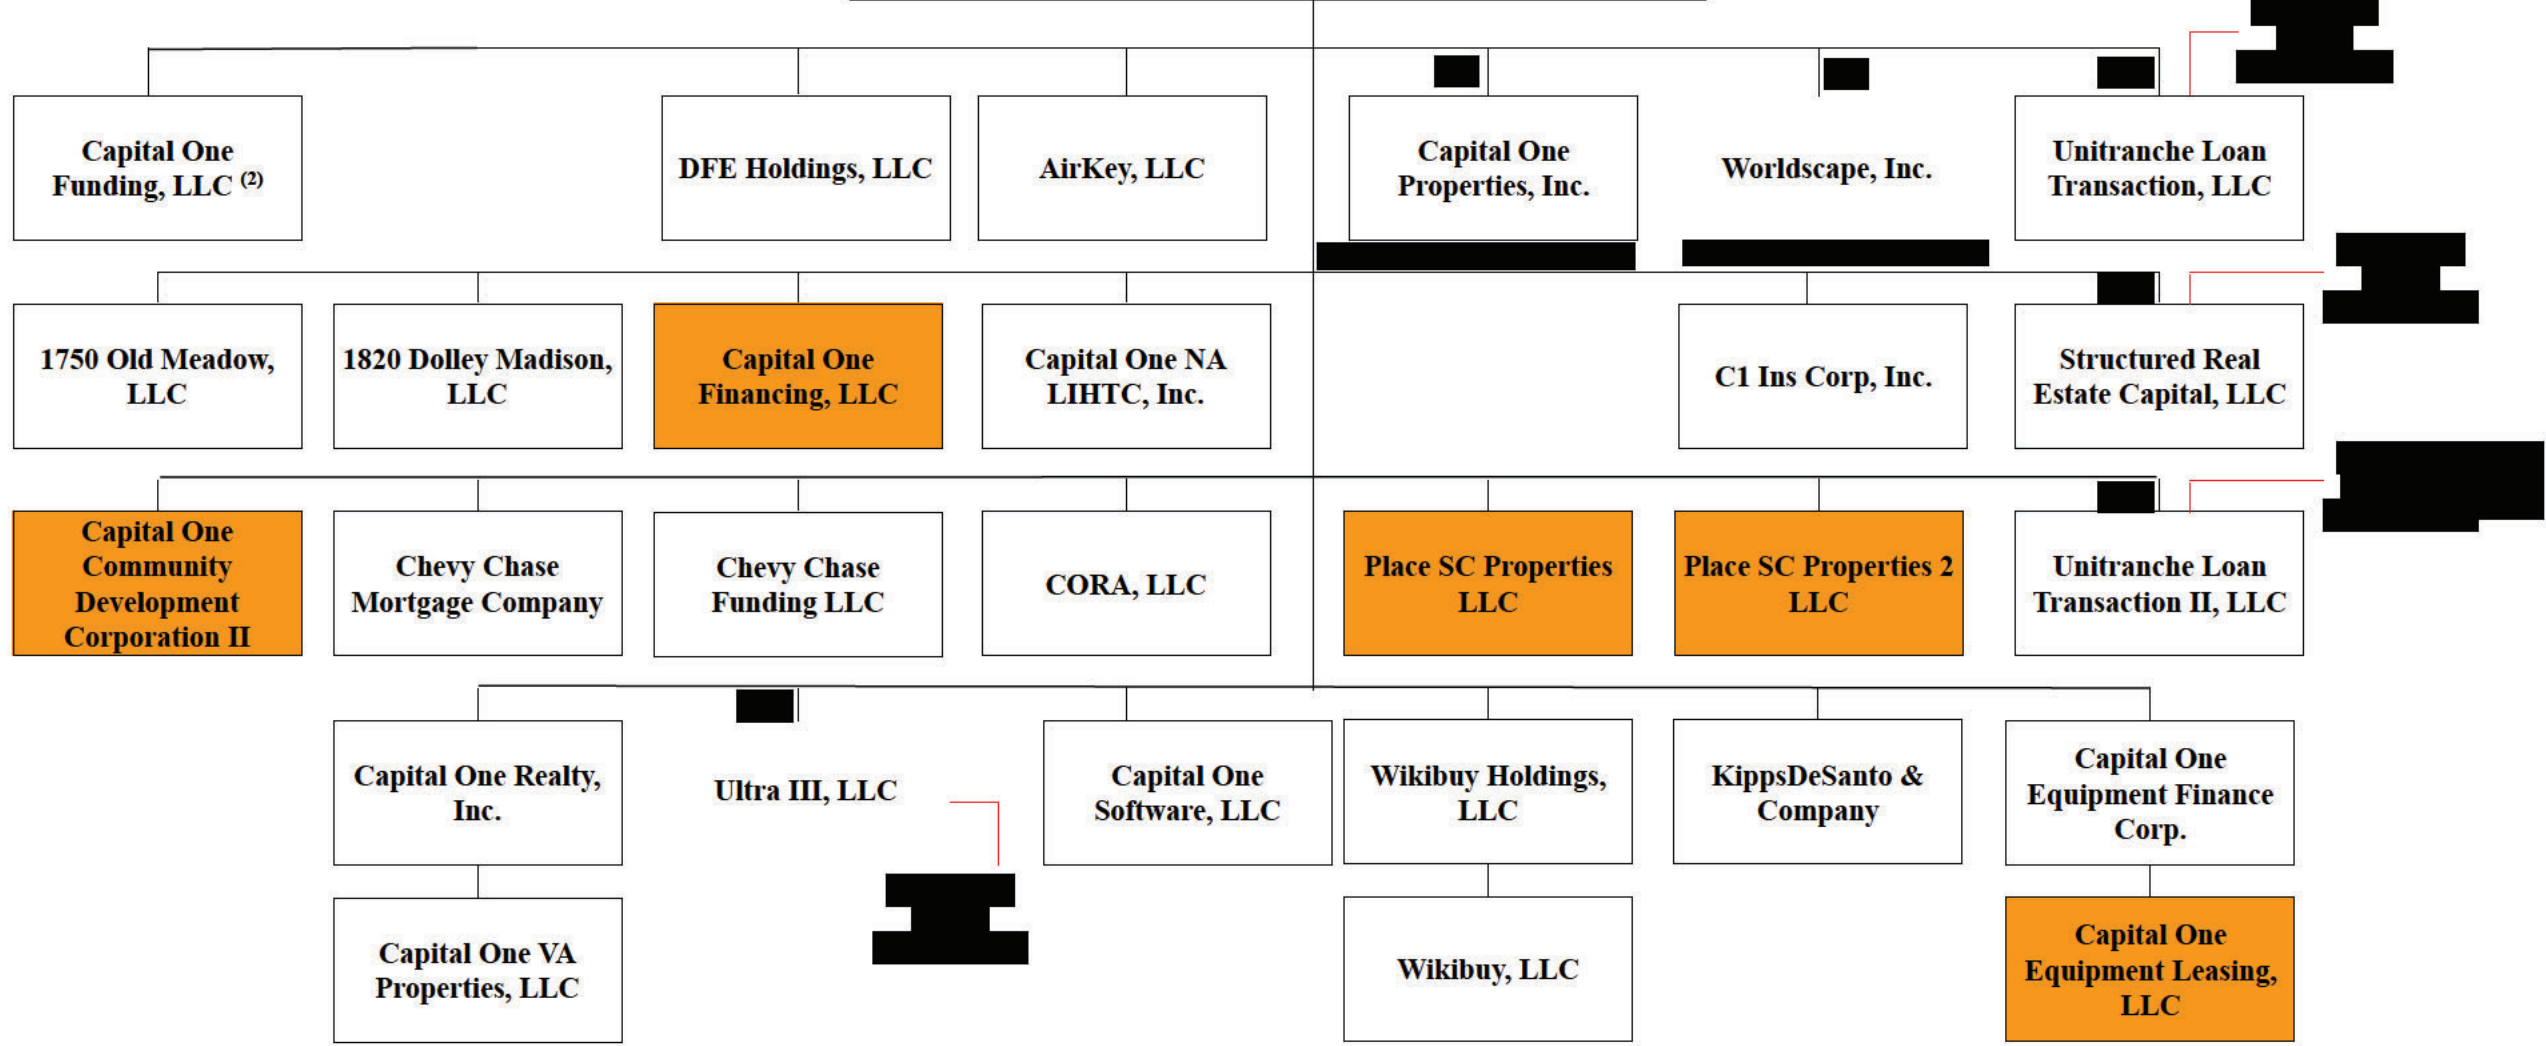 Capital One
Funding, LLC (2)
DFE Holdings, LLC
AirKey, LLC
Capital One
Properties, Inc.
Worldscape, Inc.
Unitranche Loan
Transaction, LLC
1750 Old Meadow,
LLC
1820 Dolley Madison,
LLC
Capital One
Financing, LLC
Capital One NA
LIHTC, Inc.
C1 Ins Corp, Inc.
Structured Real
Estate Capital, LLC
Capital One
Community
Development
Corporation II
Chevy Chase
Mortgage Company
Chevy Chase
Funding LLC
CORA, LLC
Place SC Properties
LLC
Place SC Properties 2
LLC
Unitranche Loan
Transaction II, LLC
Capital One Realty,
Inc.
Ultra III, LLC
Capital One
Software, LLC
Wikibuy Holdings,
LLC
KippsDeSanto &
Company
Capital One
Equipment Finance
Corp.
Capital One VA
Properties, LLC
Wikibuy, LLC
Capital One
Equipment Leasing,
LLC